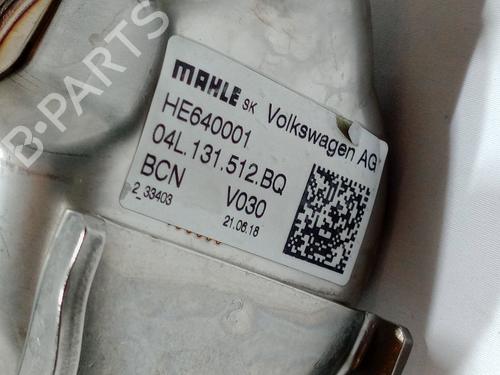 B-PARTS
MAHLE SK Volkswagen AG
HE640001
04L.131.512.BQ
BCN V030
2_33403 21.06.18